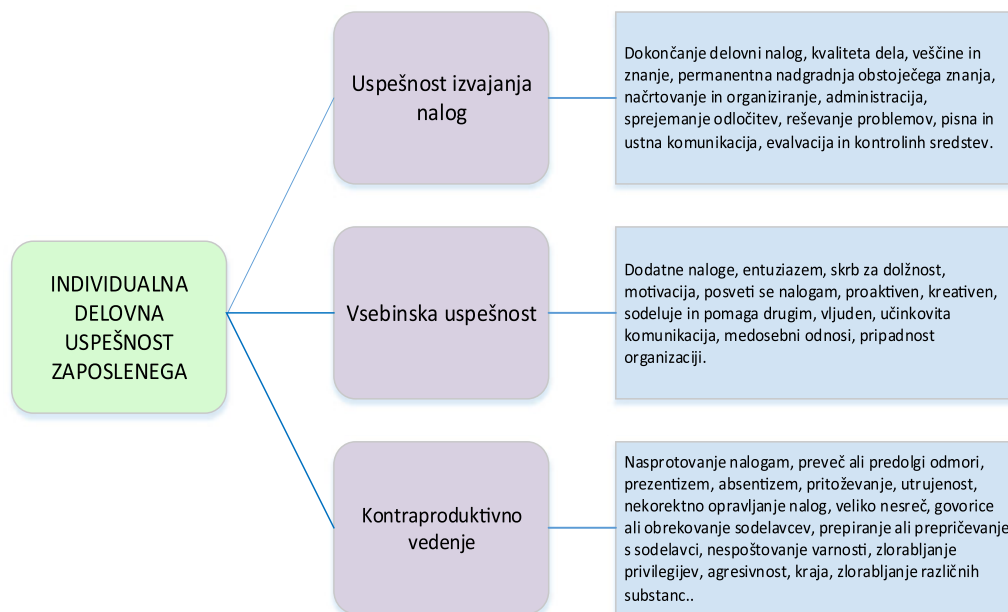 INDIVIDUALNA
DELOVNA
USPEŠNOST
ZAPOSLENEGA
Uspešnost izvajanja
nalog
Dokončanje delovni nalog, kvaliteta dela, veščine in
znanje, permanentna nadgradnja obstoječega znanja,
načrtovanje in organiziranje, administracija,
sprejemanje odločitev, reševanje problemov, pisna in
ustna komunikacija, evalvacija in kontrolinh sredstev.
Vsebinska uspešnost
Dodatne naloge, entuziazem, skrb za dolžnost,
motivacija, posveti se nalogam, proaktiven, kreativen,
sodeluje in pomaga drugim, vljuden, učinkovita
komunikacija, medosebni odnosi, pripadnost
organizaciji.
Kontraproduktivno
vedenje
Nasprotovanje nalogam, preveč ali predolgi odmori,
prezentizem, absentizem, pritoževanje, utrujenost,
nekorektno opravljanje nalog, veliko nesreč, govorice
ali obrekovanje sodelavcev, prepiranje ali prepričevanje
s sodelavci, nespoštovanje varnosti, zlorabljanje
privilegijev, agresivnost, kraja, zlorabljanje različnih
substanc..